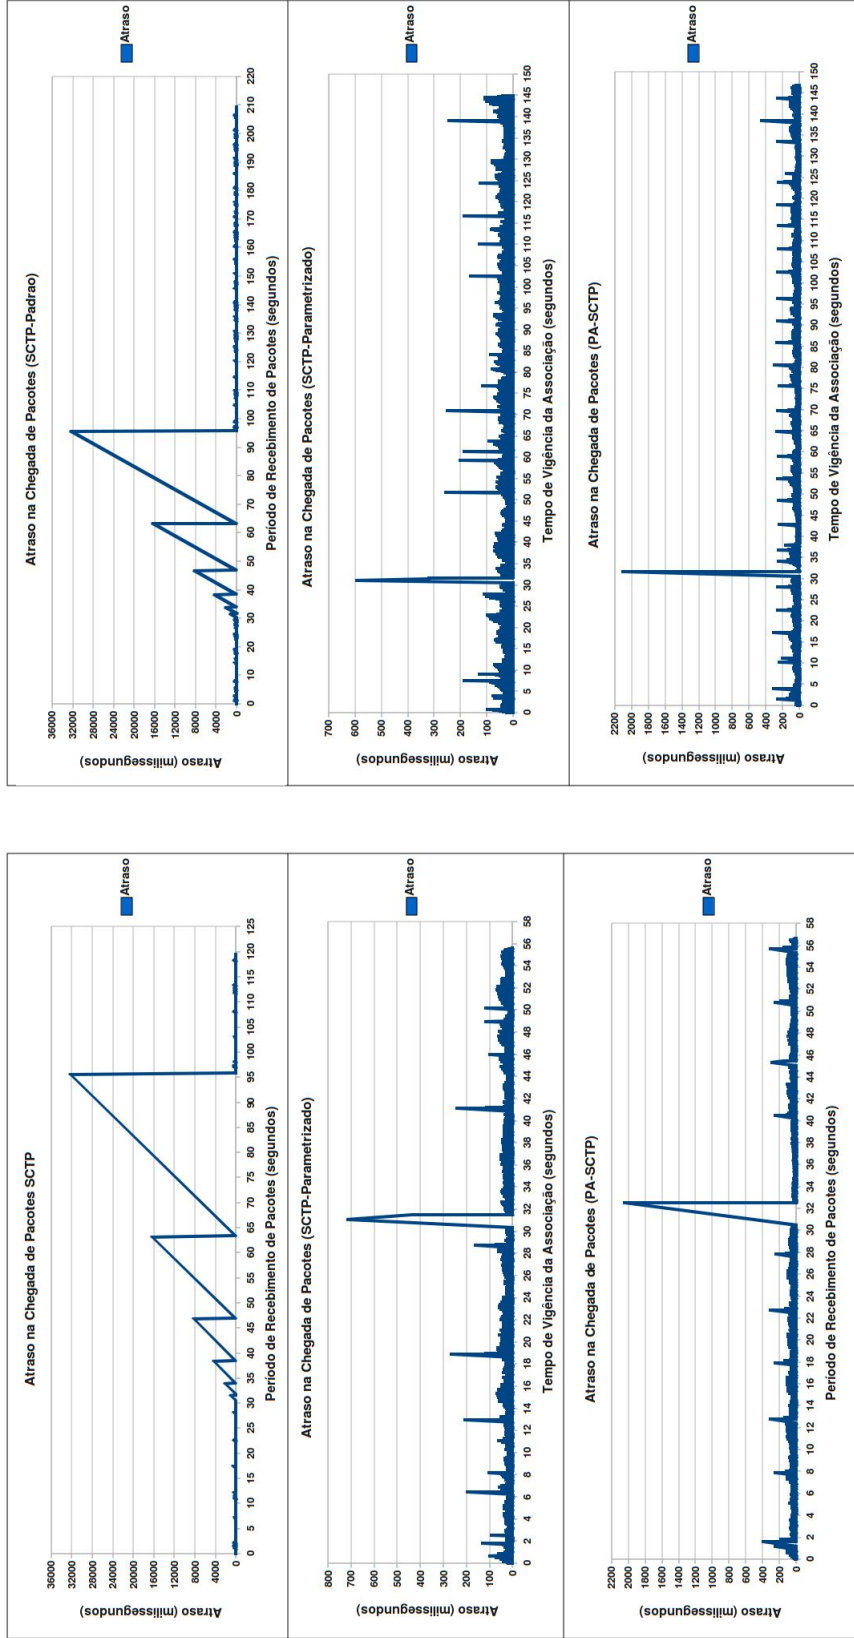 Atraso na Chegada de Pacotes SCTP
Atraso (milissegundos)
36000
32000
28000
24000
20000
16000
12000
8000
4000
0
0 5 10 15 20 25 30 35 40 45 50 55 60 65 70 75 80 85 90 95 100 105 110 115 120 125
Período de Recebimento de Pacotes (segundos)
Atraso
Atraso na Chegada de Pacotes (SCTP-Parametrizado)
Atraso (milissegundos)
800
700
600
500
400
300
200
100
0
0 2 4 6 8 10 12 14 16 18 20 22 24 26 28 30 32 34 36 38 40 42 44 46 48 50 52 54 56 58
Tempo de Vigência da Associação (segundos)
Atraso
Atraso na Chegada de Pacotes (PA-SCTP)
Atraso (milissegundos)
2200
2000
1800
1600
1400
1200
1000
800
600
400
200
0
0 2 4 6 8 10 12 14 16 18 20 22 24 26 28 30 32 34 36 38 40 42 44 46 48 50 52 54 56 58
Período de Recebimento de Pacotes (segundos)
Atraso
Atraso na Chegada de Pacotes (SCTP-Padrao)
Atraso (milissegundos)
36000
32000
28000
24000
20000
16000
12000
8000
4000
0
0 10 20 30 40 50 60 70 80 90 100 110 120 130 140 150 160 170 180 190 200 210 220
Período de Recebimento de Pacotes (segundos)
Atraso
Atraso na Chegada de Pacotes (SCTP-Parametrizado)
Atraso (milissegundos)
700
600
500
400
300
200
100
0
0 5 10 15 20 25 30 35 40 45 50 55 60 65 70 75 80 85 90 95 100 105 110 115 120 125 130 135 140 145 150
Tempo de Vigência da Associação (segundos)
Atraso
Atraso na Chegada de Pacotes (PA-SCTP)
Atraso (milissegundos)
2200
2000
1800
1600
1400
1200
1000
800
600
400
200
0
0 5 10 15 20 25 30 35 40 45 50 55 60 65 70 75 80 85 90 95 100 105 110 115 120 125 130 135 140 145 150
Tempo de Vigência da Associação (segundos)
Atraso